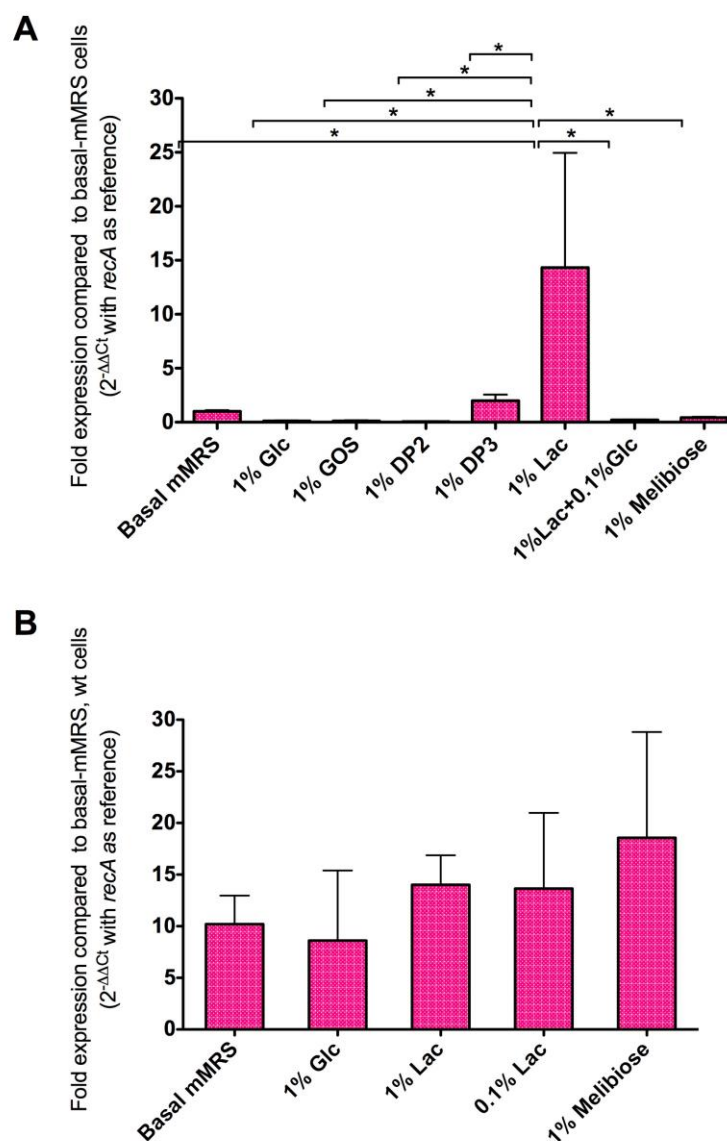 A
Fold expression compared to basal-mMRS cells
(2-ΔΔCt with recA as reference)
* 
*
*
*
*
*
*
30
25
20
15
10
5
0
Basal mMRS
1% Glc
1% GOS
1% DP2
1% DP3
1% Lac
1%Lac+0.1%Glc
1% Melibiose
B
Fold expression compared to basal-mMRS, wt cells
(2-ΔΔCt with recA as reference)
30
25
20
15
10
5
0
Basal mMRS
1% Glc
1% Lac
0.1% Lac
1% Melibiose